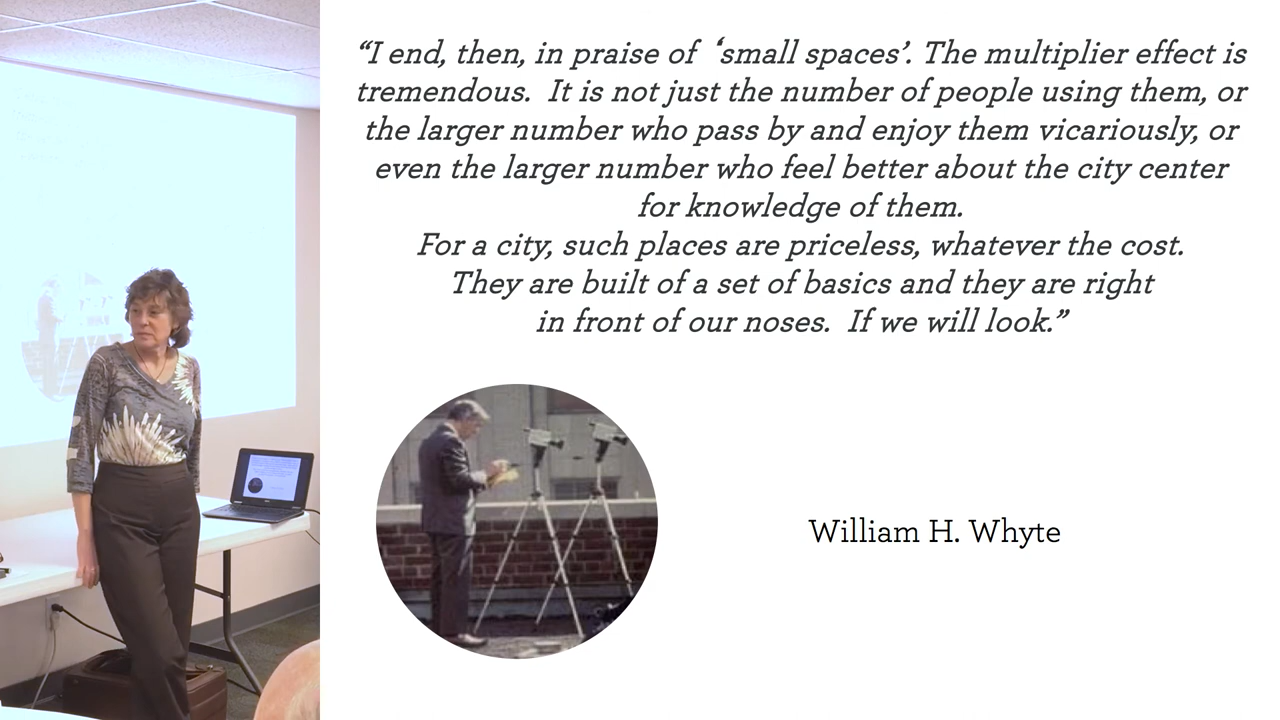 “I end, then, in praise of ‘small spaces’. The multiplier effect is
tremendous.  It is not just the number of people using them, or
the larger number who pass by and enjoy them vicariously, or
even the larger number who feel better about the city center
for knowledge of them.
For a city, such places are priceless, whatever the cost.
They are built of a set of basics and they are right
in front of our noses.  If we will look.”
William H. Whyte